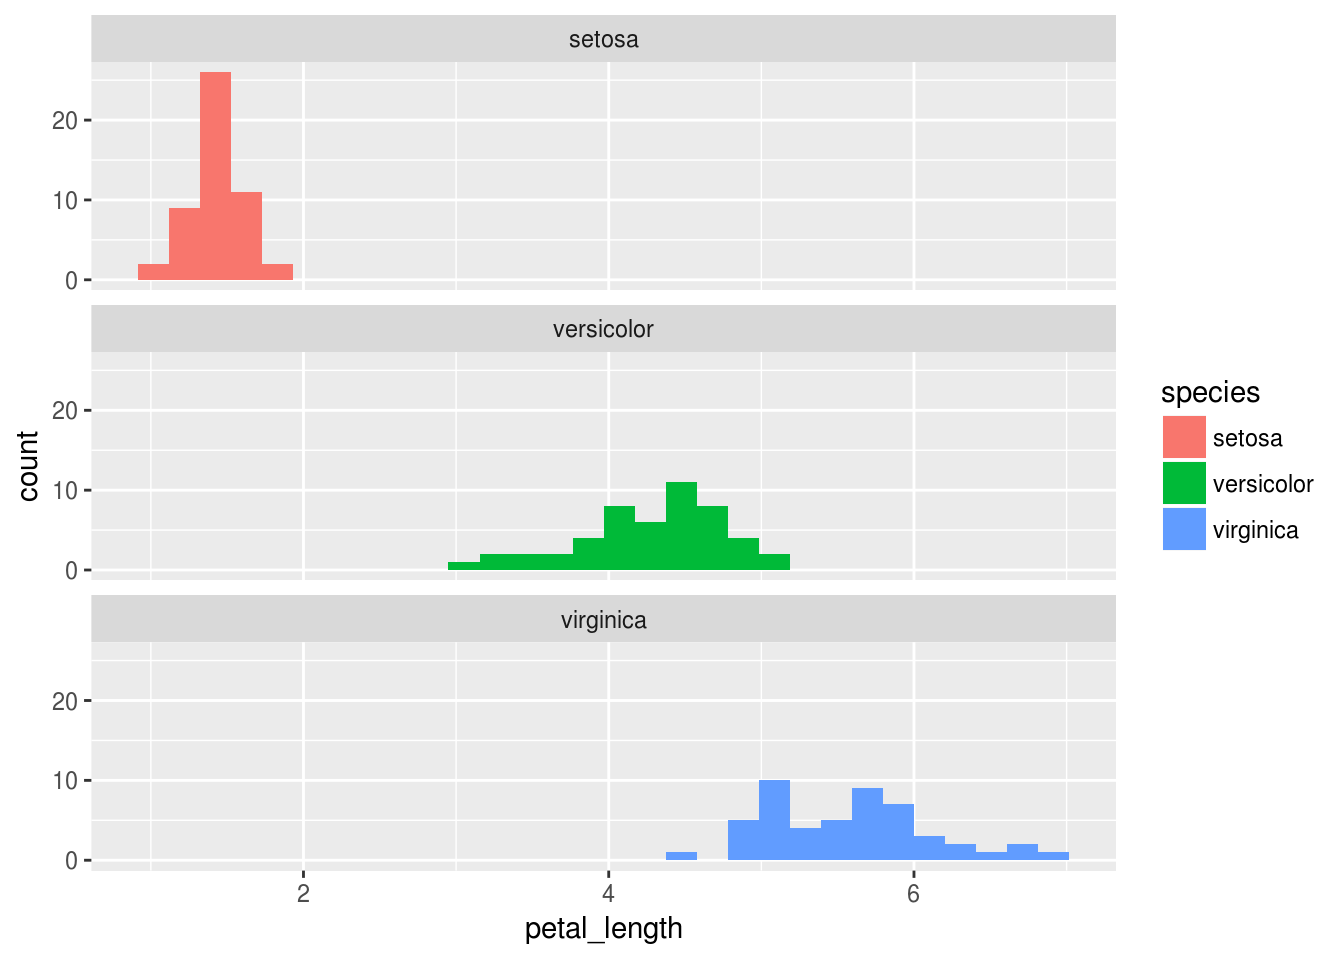 setosa
20
10
0
versicolor
20
10
0
virginica
20
10
0
2 4 6
petal_length
count
species
setosa
versicolor
virginica